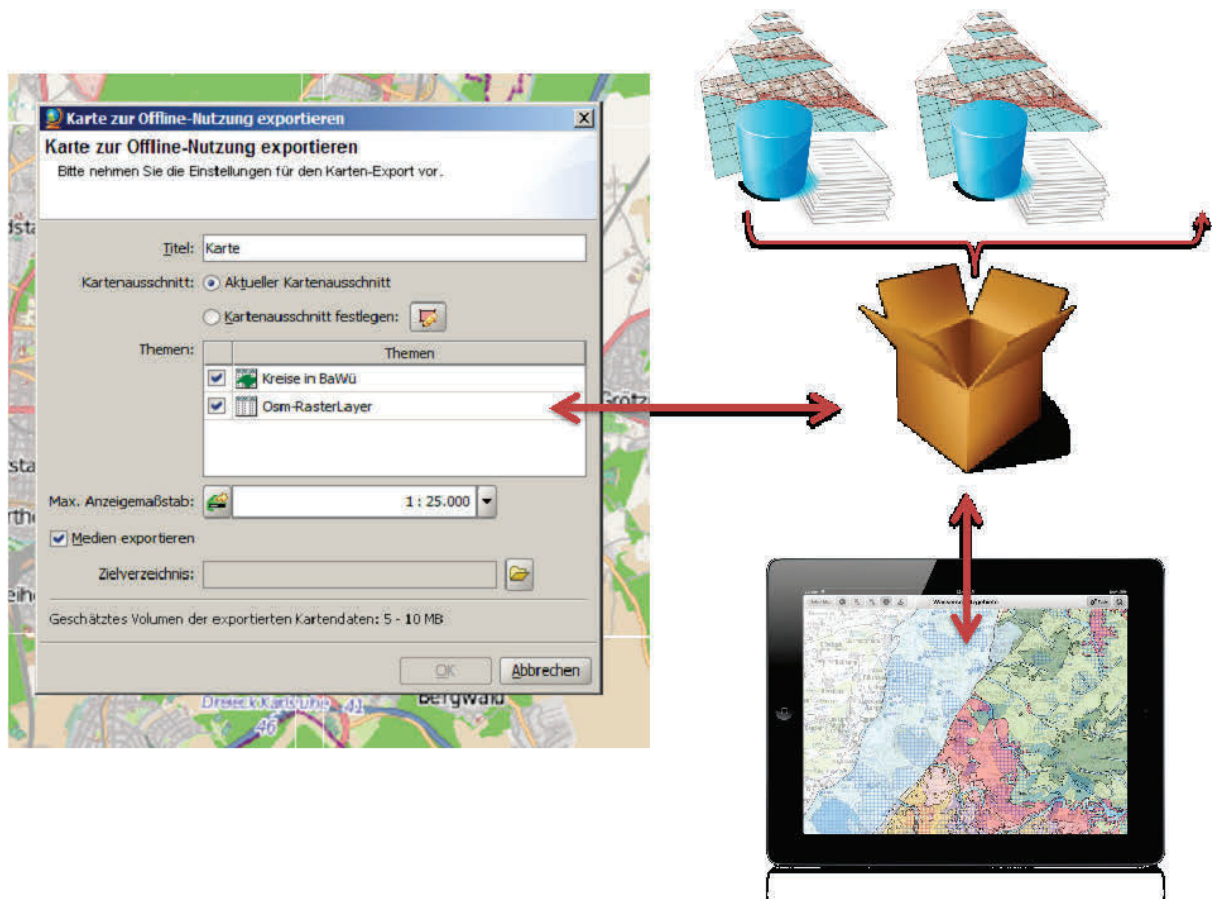 Karte zur Offline-Nutzung exportieren
Karte zur Offline-Nutzung exportieren
Bitte nehmen Sie die Einstellungen für den Karten-Export vor.
Titel: Karte
Kartenausschnitt: Aktueller Kartenausschnitt
Kartenausschnitt festlegen:
Themen: Themen
Kreise in BaWü
Osm-RasterLayer
Max. Anzeigemaßstab: 1 : 25.000
Medien exportieren
Zielverzeichnis:
Geschätztes Volumen der exportierten Kartendaten: 5 - 10 MB
OK Abbrechen
Dreieck Karlsruhe 41
46
Bergwald
Grötz